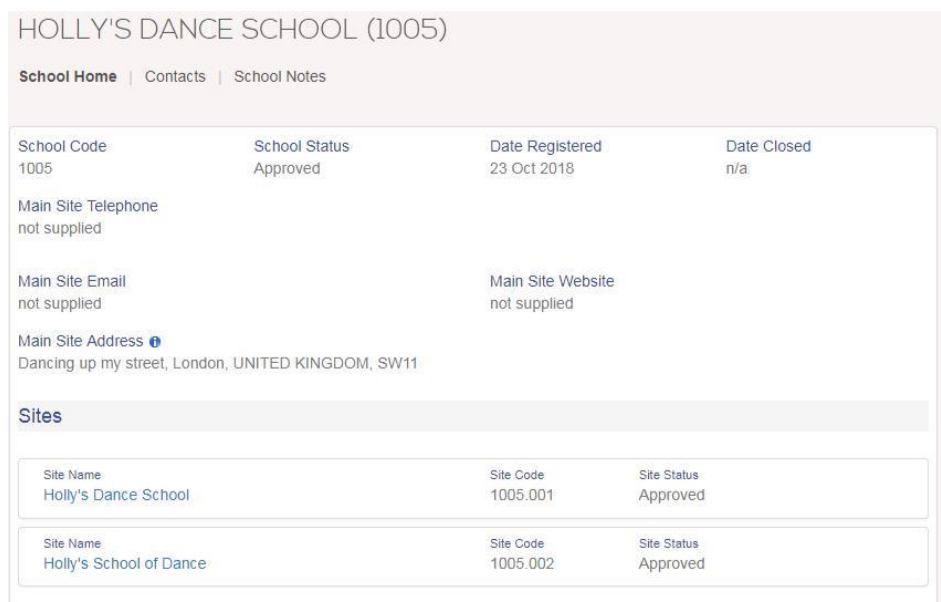 HOLLY'S DANCE SCHOOL (1005)
School Home | Contacts | School Notes
School Code School Status Date Registered Date Closed
1005 Approved 23 Oct 2018 n/a
Main Site Telephone
not supplied
Main Site Email Main Site Website
not supplied not supplied
Main Site Address
Dancing up my street, London, UNITED KINGDOM, SW11
Sites
Site Name Site Code Site Status
Holly's Dance School 1005.001 Approved
Site Name Site Code Site Status
Holly's School of Dance 1005.002 Approved